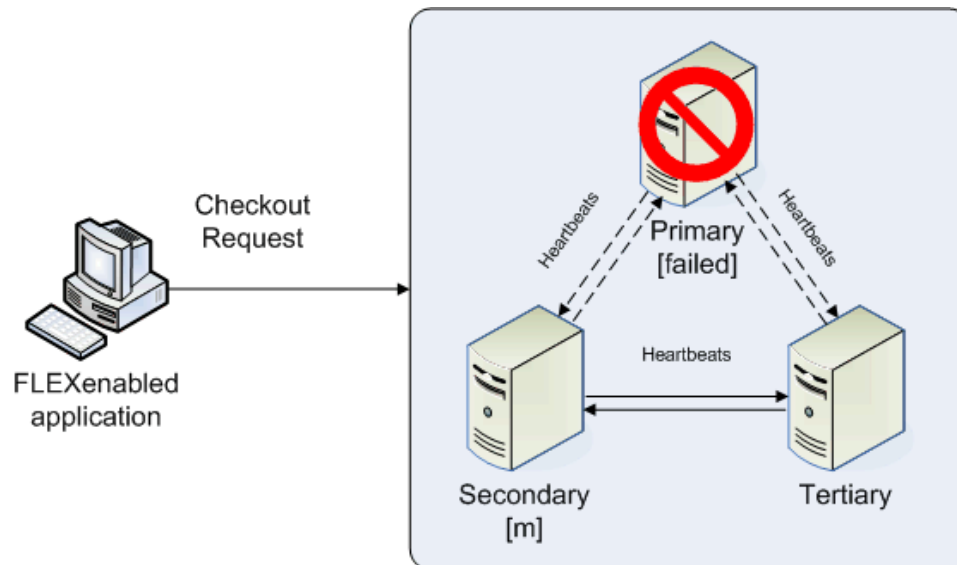 Checkout
Request
FLEXenabled
application
Primary
[failed]
Heartbeats
Heartbeats
Heartbeats
Secondary
[m]
Tertiary